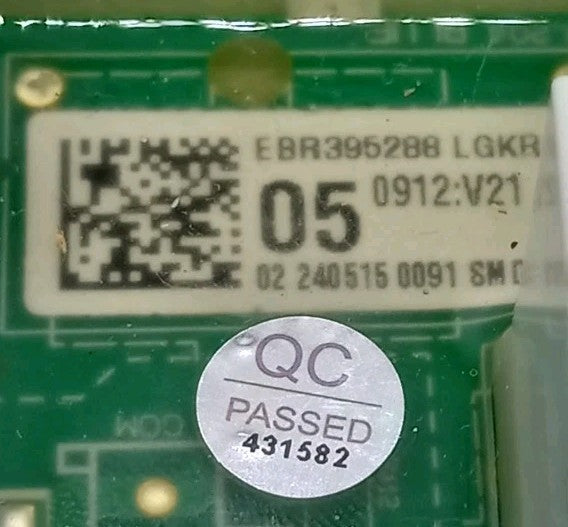 EBR395288 LGKR
05 0912:V21
02 240515 0091 SM
QC
PASSED
431582
COM